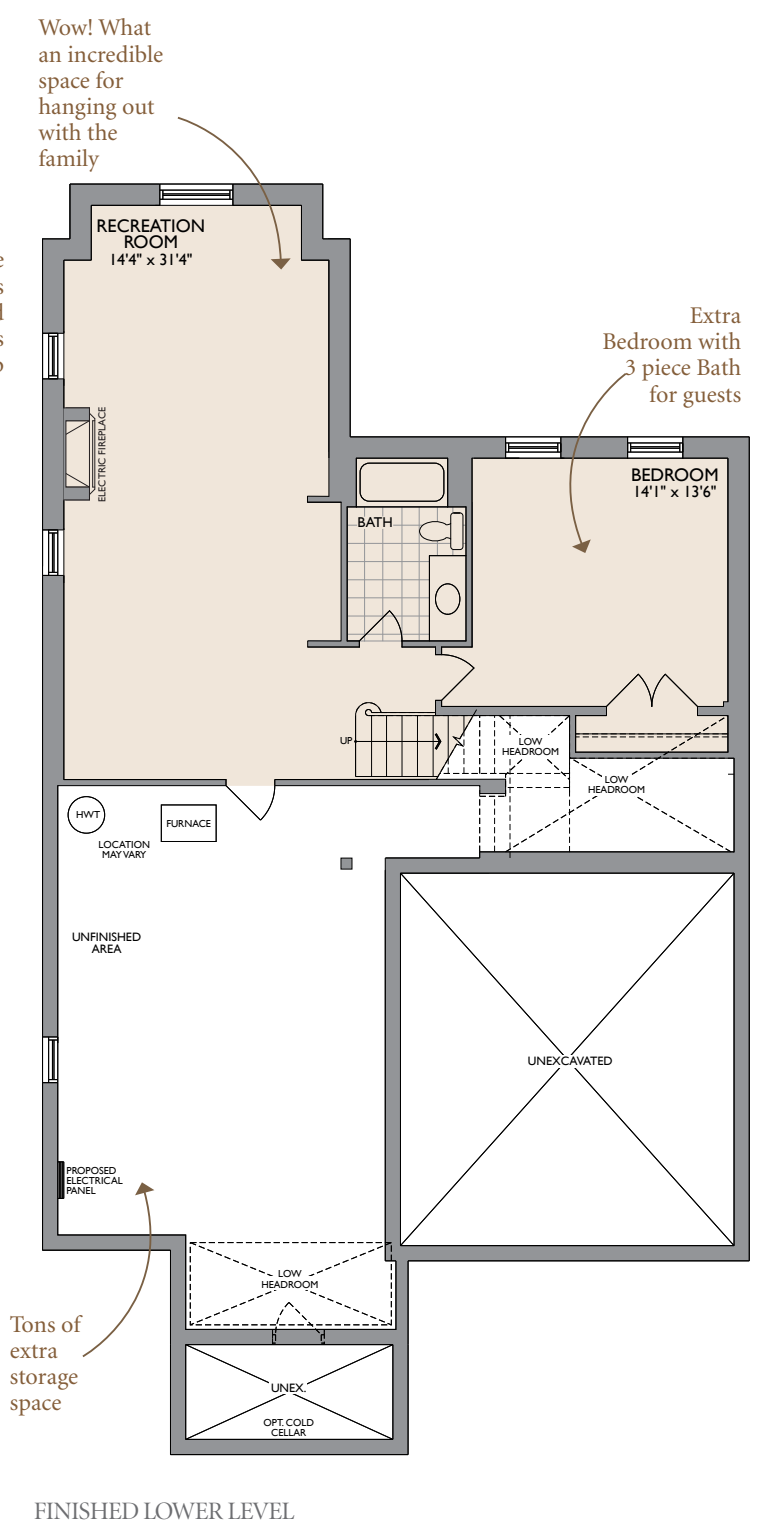 Wow! What
an incredible
space for
hanging out
with the
family
RECREATION
ROOM
14'4" x 31'4"
Extra
Bedroom with
3 piece Bath
for guests
ELECTRIC FIREPLACE
BEDROOM
14'1" x 13'6"
BATH
UP
LOW
HEADROOM
LOW
HEADROOM
HWT
FURNACE
LOCATION
MAY VARY
UNFINISHED
AREA
UNEXCAVATED
PROPOSED
ELECTRICAL
PANEL
LOW
HEADROOM
Tons of
extra
storage
space
UNEX.
OPT. COLD
CELLAR
FINISHED LOWER LEVEL